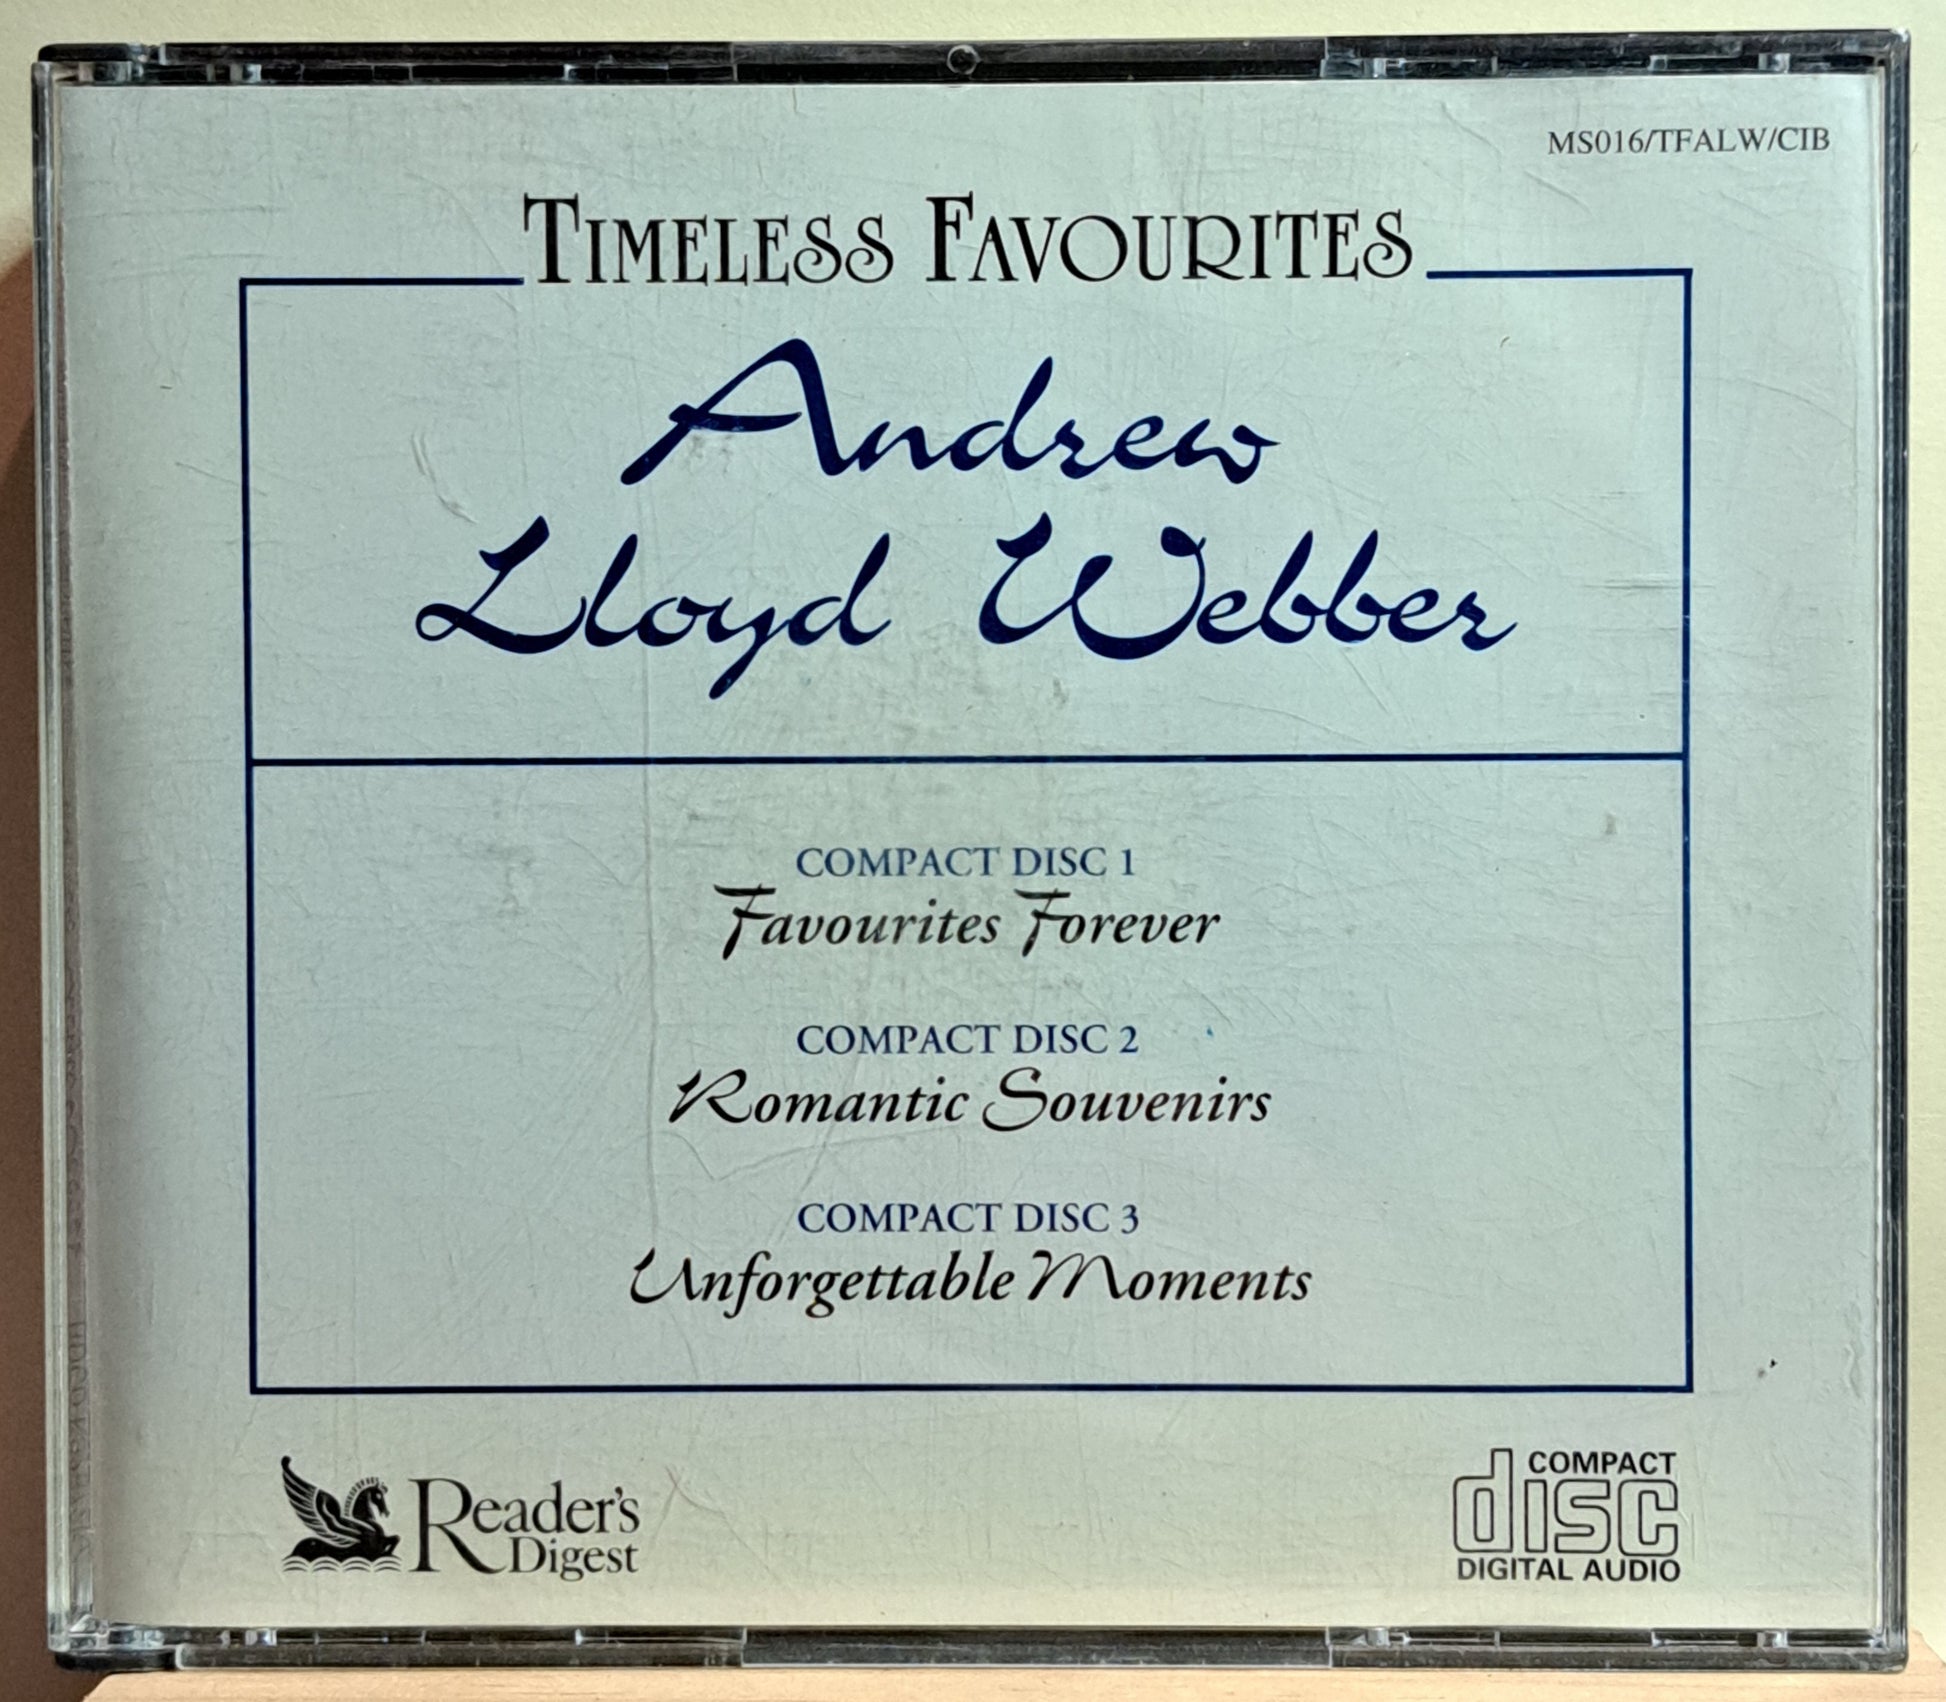 MS016/TFALW/CIB
TIMELESS FAVOURITES
Andrew
Lloyd Webber
COMPACT DISC 1
Favourites Forever
COMPACT DISC 2
Romantic Souvenirs
COMPACT DISC 3
Unforgettable Moments
Reader's
Digest
COMPACT
disc
DIGITAL AUDIO